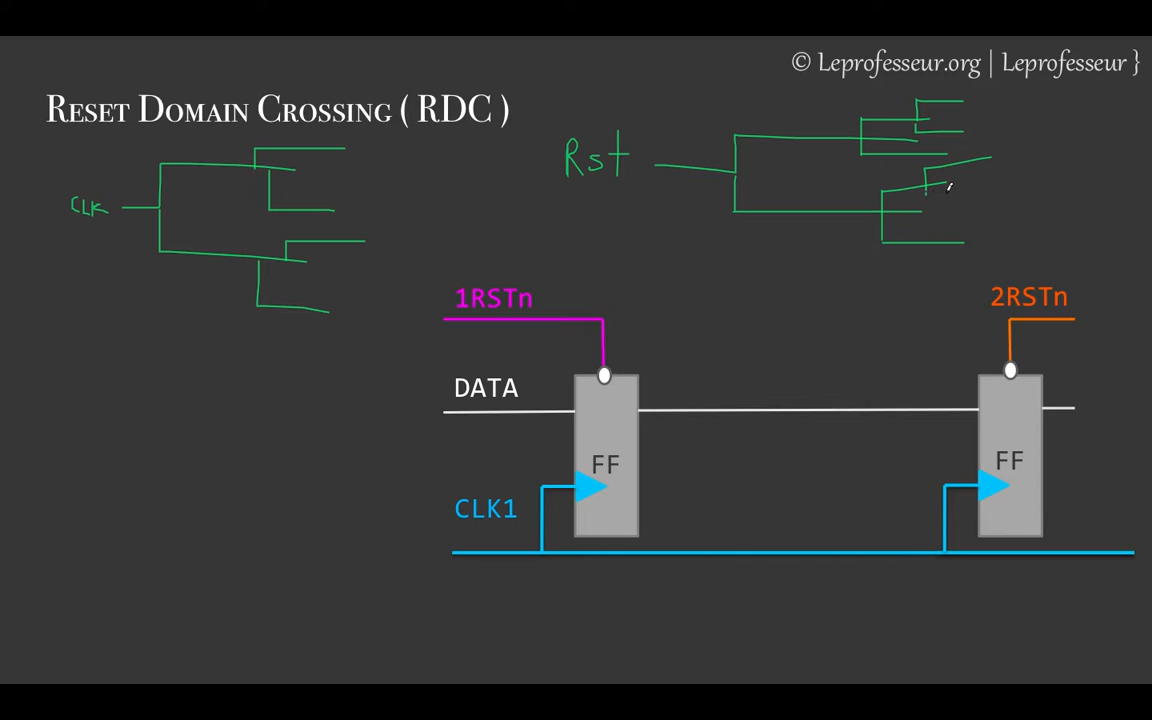 © Leprofesseur.org | Leprofesseur }
RESET DOMAIN CROSSING ( RDC )
Rst
CLK
1RSTn
2RSTn
DATA
FF
FF
CLK1